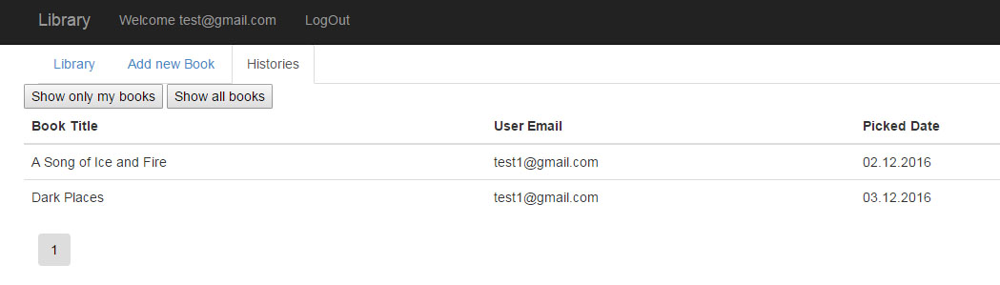 Library Welcome test@gmail.com LogOut
Library Add new Book Histories
Show only my books Show all books
Book Title User Email Picked Date
A Song of Ice and Fire test1@gmail.com 02.12.2016
Dark Places test1@gmail.com 03.12.2016
1